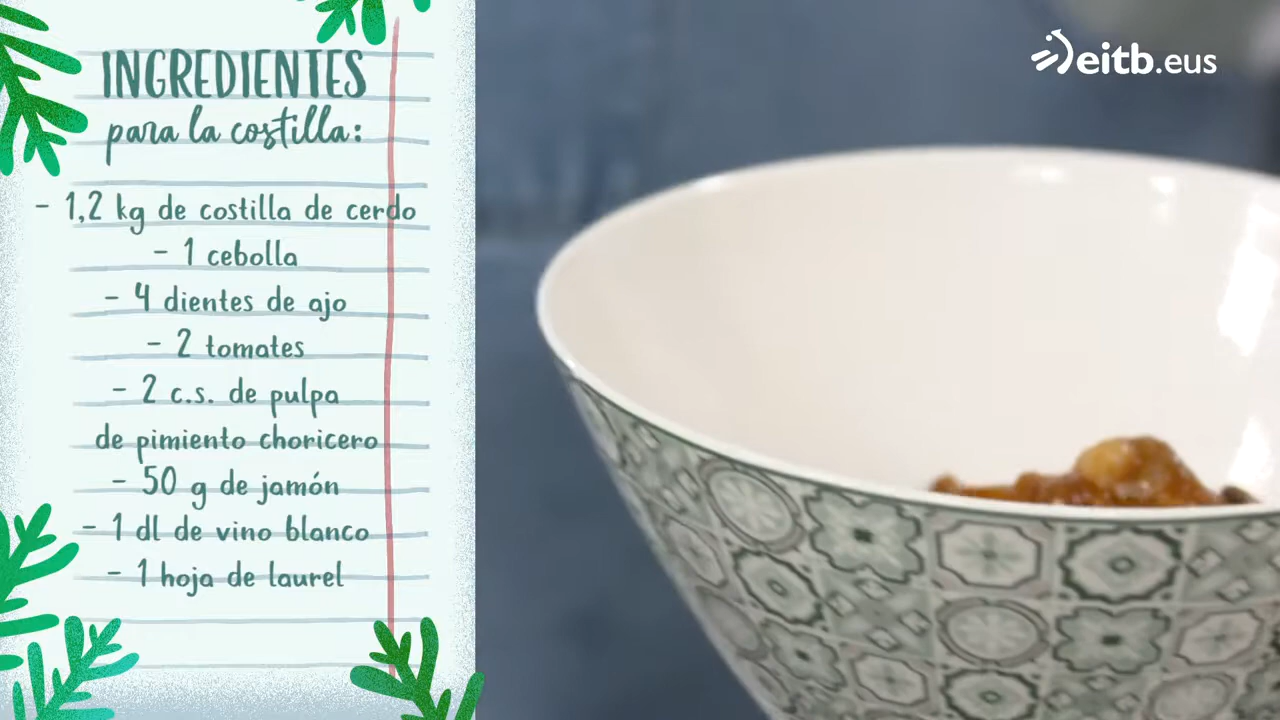 INGREDIENTES
para la costilla:
- 1,2 kg de costilla de cerdo
- 1 cebolla
- 4 dientes de ajo
- 2 tomates
- 2 c.s. de pulpa
de pimiento choricero
- 50 g de jamón
- 1 dl de vino blanco
- 1 hoja de laurel
eitb.eus